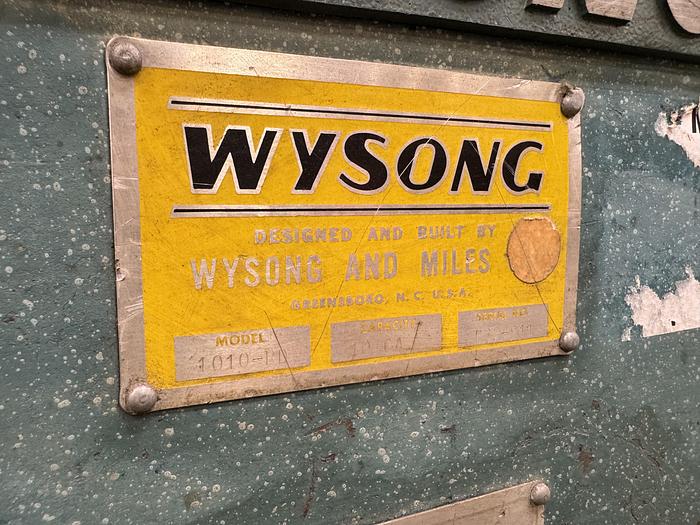 WYSONG
DESIGNED AND BUILT BY
WYSONG AND MILES
GREENSBORO, N. C. U.S.A.
MODEL
CAPACITY
SERIAL NO.